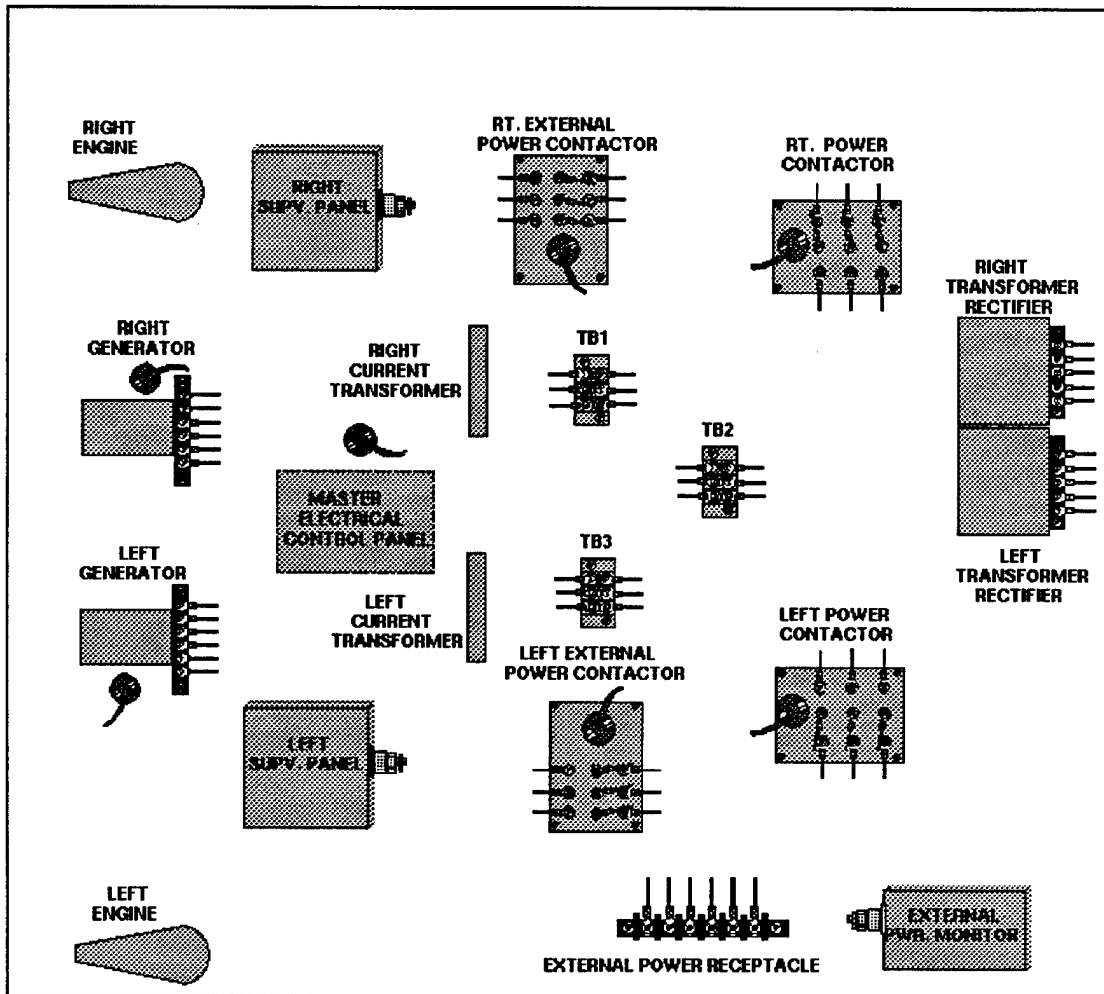 RIGHT
ENGINE
RIGHT
SUPV. PANEL
RT. EXTERNAL
POWER CONTACTOR
RT. POWER
CONTACTOR
RIGHT
TRANSFORMER
RECTIFIER
RIGHT
GENERATOR
RIGHT
CURRENT
TRANSFORMER
TB1
TB2
MASTER
ELECTRICAL
CONTROL PANEL
TB3
LEFT
GENERATOR
LEFT
CURRENT
TRANSFORMER
LEFT
TRANSFORMER
RECTIFIER
LEFT POWER
CONTACTOR
LEFT EXTERNAL
POWER CONTACTOR
LEFT
SUPV. PANEL
LEFT
ENGINE
EXTERNAL POWER RECEPTACLE
EXTERNAL
PWR. MONITOR